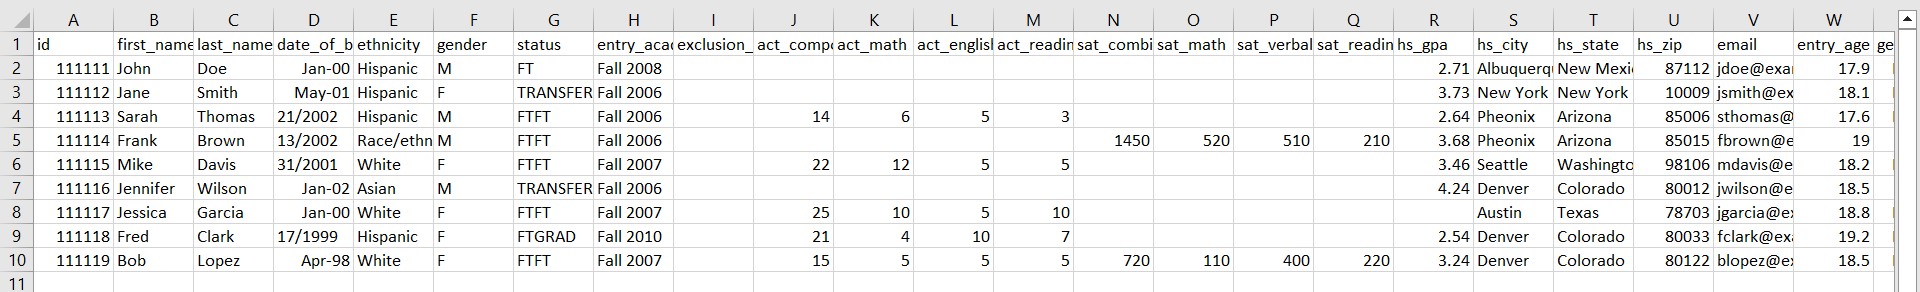 A B C D E F G H I J K L M N O P Q R S T U V W
1 id first_name last_name date_of_b ethnicity gender status entry_acad exclusion_ act_compo act_math act_english act_readin sat_combi sat_math sat_verbal sat_readin hs_gpa hs_city hs_state hs_zip email entry_age ge
2 111111 John Doe Jan-00 Hispanic M FT Fall 2008 2.71 Albuquerq New Mexi 87112 jdoe@exa 17.9
3 111112 Jane Smith May-01 Hispanic F TRANSFER Fall 2006 3.73 New York New York 10009 jsmith@ex 18.1
4 111113 Sarah Thomas 21/2002 Hispanic M FTFT Fall 2006 14 6 5 3 2.64 Pheonix Arizona 85006 sthomas@ 17.6
5 111114 Frank Brown 13/2002 Race/ethn M FTFT Fall 2006 1450 520 510 210 3.68 Pheonix Arizona 85015 fbrown@e 19
6 111115 Mike Davis 31/2001 White F FTFT Fall 2007 22 12 5 5 3.46 Seattle Washingto 98106 mdavis@e 18.2
7 111116 Jennifer Wilson Jan-02 Asian M TRANSFER Fall 2006 4.24 Denver Colorado 80012 jwilson@e 18.5
8 111117 Jessica Garcia Jan-00 White F FTFT Fall 2007 25 10 5 10 Austin Texas 78703 jgarcia@e 18.8
9 111118 Fred Clark 17/1999 Hispanic F FTGRAD Fall 2010 21 4 10 7 2.54 Denver Colorado 80033 fclark@ex 19.2
10 111119 Bob Lopez Apr-98 White F FTFT Fall 2007 15 5 5 5 720 110 400 220 3.24 Denver Colorado 80122 blopez@e 18.5
11